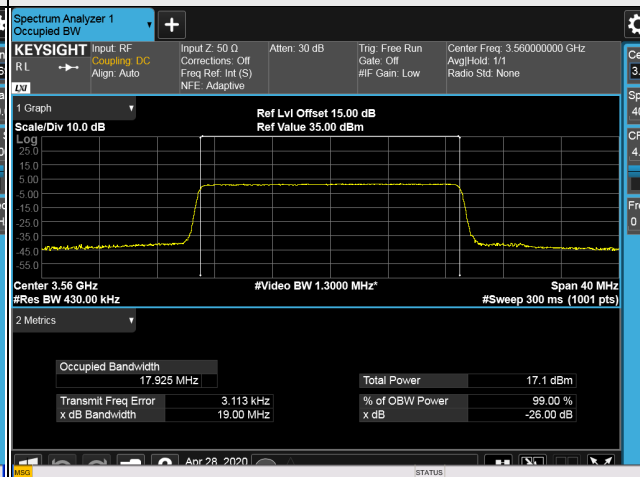 Spectrum Analyzer 1
Occupied BW
+
KEYSIGHT
RL
LXI
Input: RF
Coupling: DC
Align: Auto
Input Z: 50 Ω
Corrections: Off
Freq Ref: Int (S)
NFE: Adaptive
Atten: 30 dB
Trig: Free Run
Gate: Off
#IF Gain: Low
Center Freq: 3.560000000 GHz
Avg|Hold: 1/1
Radio Std: None
1 Graph
Scale/Div 10.0 dB
Ref Lvl Offset 15.00 dB
Ref Value 35.00 dBm
Log
25.0
15.0
5.00
-5.00
-15.0
-25.0
-35.0
-45.0
-55.0
Center 3.56 GHz
#Res BW 430.00 kHz
#Video BW 1.3000 MHz*
Span 40 MHz
#Sweep 300 ms (1001 pts)
2 Metrics
Occupied Bandwidth
17.925 MHz
Transmit Freq Error 3.113 kHz
x dB Bandwidth 19.00 MHz
Total Power 17.1 dBm
% of OBW Power 99.00 %
x dB -26.00 dB
Apr 28, 2020
MSG
STATUS